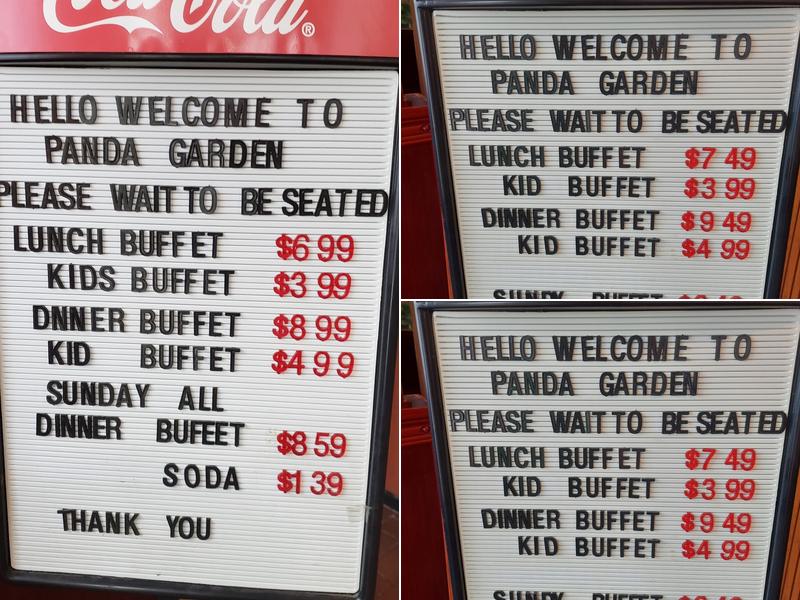 Coca-Cola®
HELLO WELCOME TO
PANDA GARDEN
PLEASE WAIT TO BE SEATED
LUNCH BUFFET $6 99
KIDS BUFFET $3 99
DNNER BUFFET $8 99
KID BUFFET $4 99
SUNDAY ALL
DINNER BUFEET $8 59
SODA $1 39
THANK YOU
HELLO WELCOME TO
PANDA GARDEN
PLEASE WAIT TO BE SEATED
LUNCH BUFFET $7 49
KID BUFFET $3 99
DINNER BUFFET $9 49
KID BUFFET $4 99
HELLO WELCOME TO
PANDA GARDEN
PLEASE WAIT TO BE SEATED
LUNCH BUFFET $7 49
KID BUFFET $3 99
DINNER BUFFET $9 49
KID BUFFET $4 99